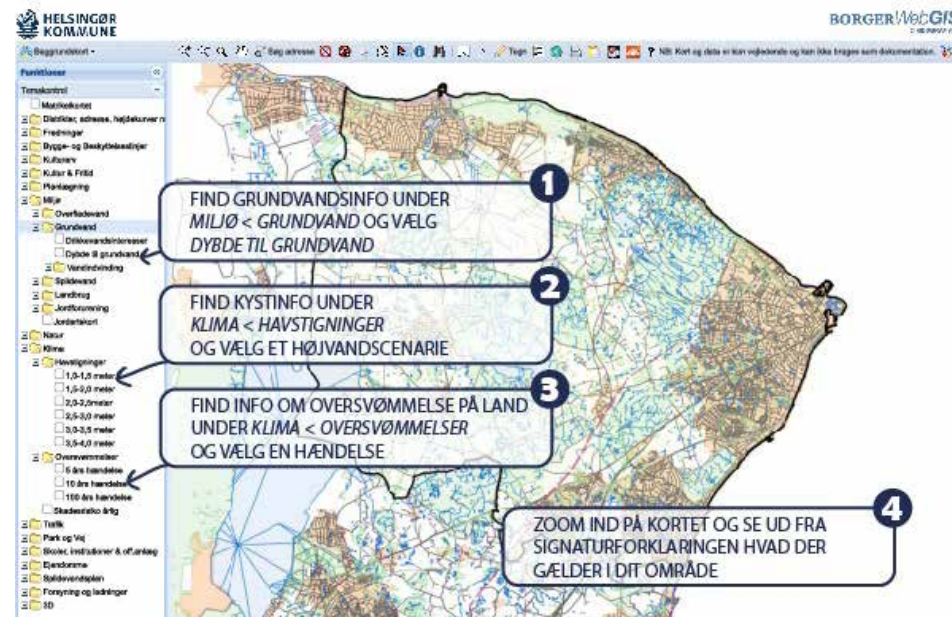 HELSINGØR
KOMMUNE
BORGER WebGIS
Baggrundskort
Søg adresse
Tegn
? NB: Kort og data er kun vejledende og kan ikke bruges som dokumentation.
Funktioner
Temakontrol
Matrikelkortet
Distrikter, adresse, højdekurver
Fredninger
Bygge- og Beskyttelseslinjer
Kulturarv
Kultur & Fritid
Planlægning
Miljø
Overfladevand
Grundvand
Drikkevandsinteresser
Dybde til grundvand
Vandindvinding
Spildevand
Landbrug
Jordforurening
Jordartskort
Natur
Klima
Havstigninger
1,0-1,5 meter
1,5-2,0 meter
2,0-2,5meter
2,5-3,0 meter
3,0-3,5 meter
3,5-4,0 meter
Oversvømmelser
5 års hændelse
10 års hændelse
100 års hændelse
Skadesrisiko årlig
Trafik
Park og Vej
Skoler, institutioner & off.anlæg
Ejendomme
Spildevandsplan
Forsyning og ledninger
3D
1
FIND GRUNDVANDSINFO UNDER
MILJØ < GRUNDVAND OG VÆLG
DYBDE TIL GRUNDVAND
2
FIND KYSTINFO UNDER
KLIMA < HAVSTIGNINGER
OG VÆLG ET HØJVANDSCENARIE
3
FIND INFO OM OVERSVØMMELSE PÅ LAND
UNDER KLIMA < OVERSVØMMELSER
OG VÆLG EN HÆNDELSE
4
ZOOM IND PÅ KORTET OG SE UD FRA
SIGNATURFORKLARINGEN HVAD DER
GÆLDER I DIT OMRÅDE